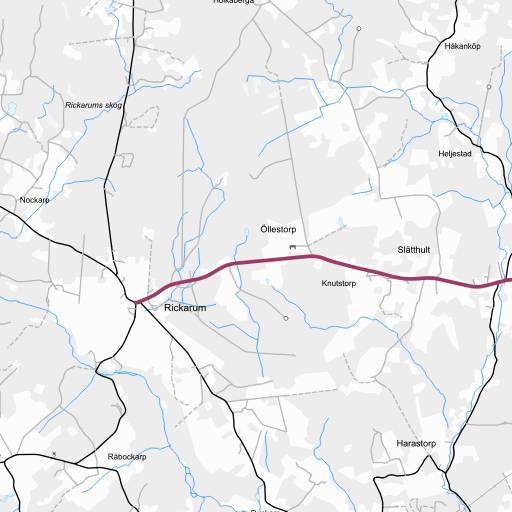 Håkanköp
Rickarums skog
Heljestad
Nockarp
Öllestorp
Slätthult
Knutstorp
Rickarum
Harastorp
Råbockarp